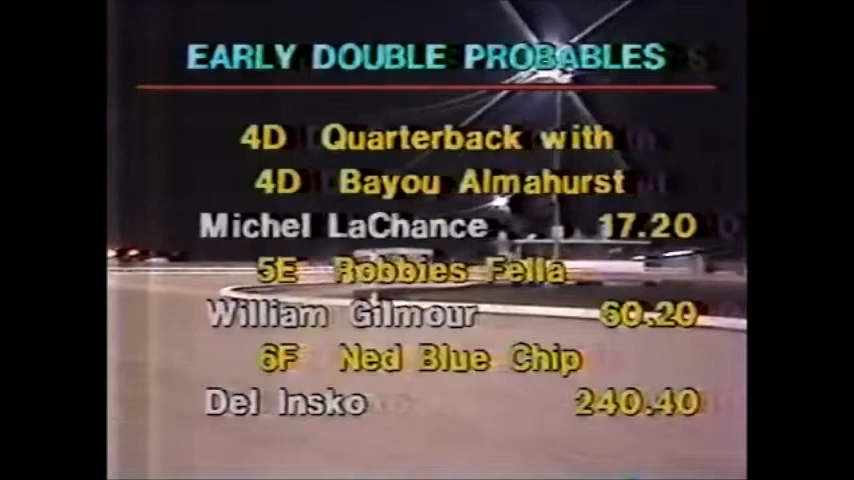 EARLY DOUBLE PROBABLES
4D Quarterback with
4D Bayou Almahurst
Michel LaChance 17.20
5E Robbies Fella
William Gilmour 60.20
6F Ned Blue Chip
Del Insko 240.40